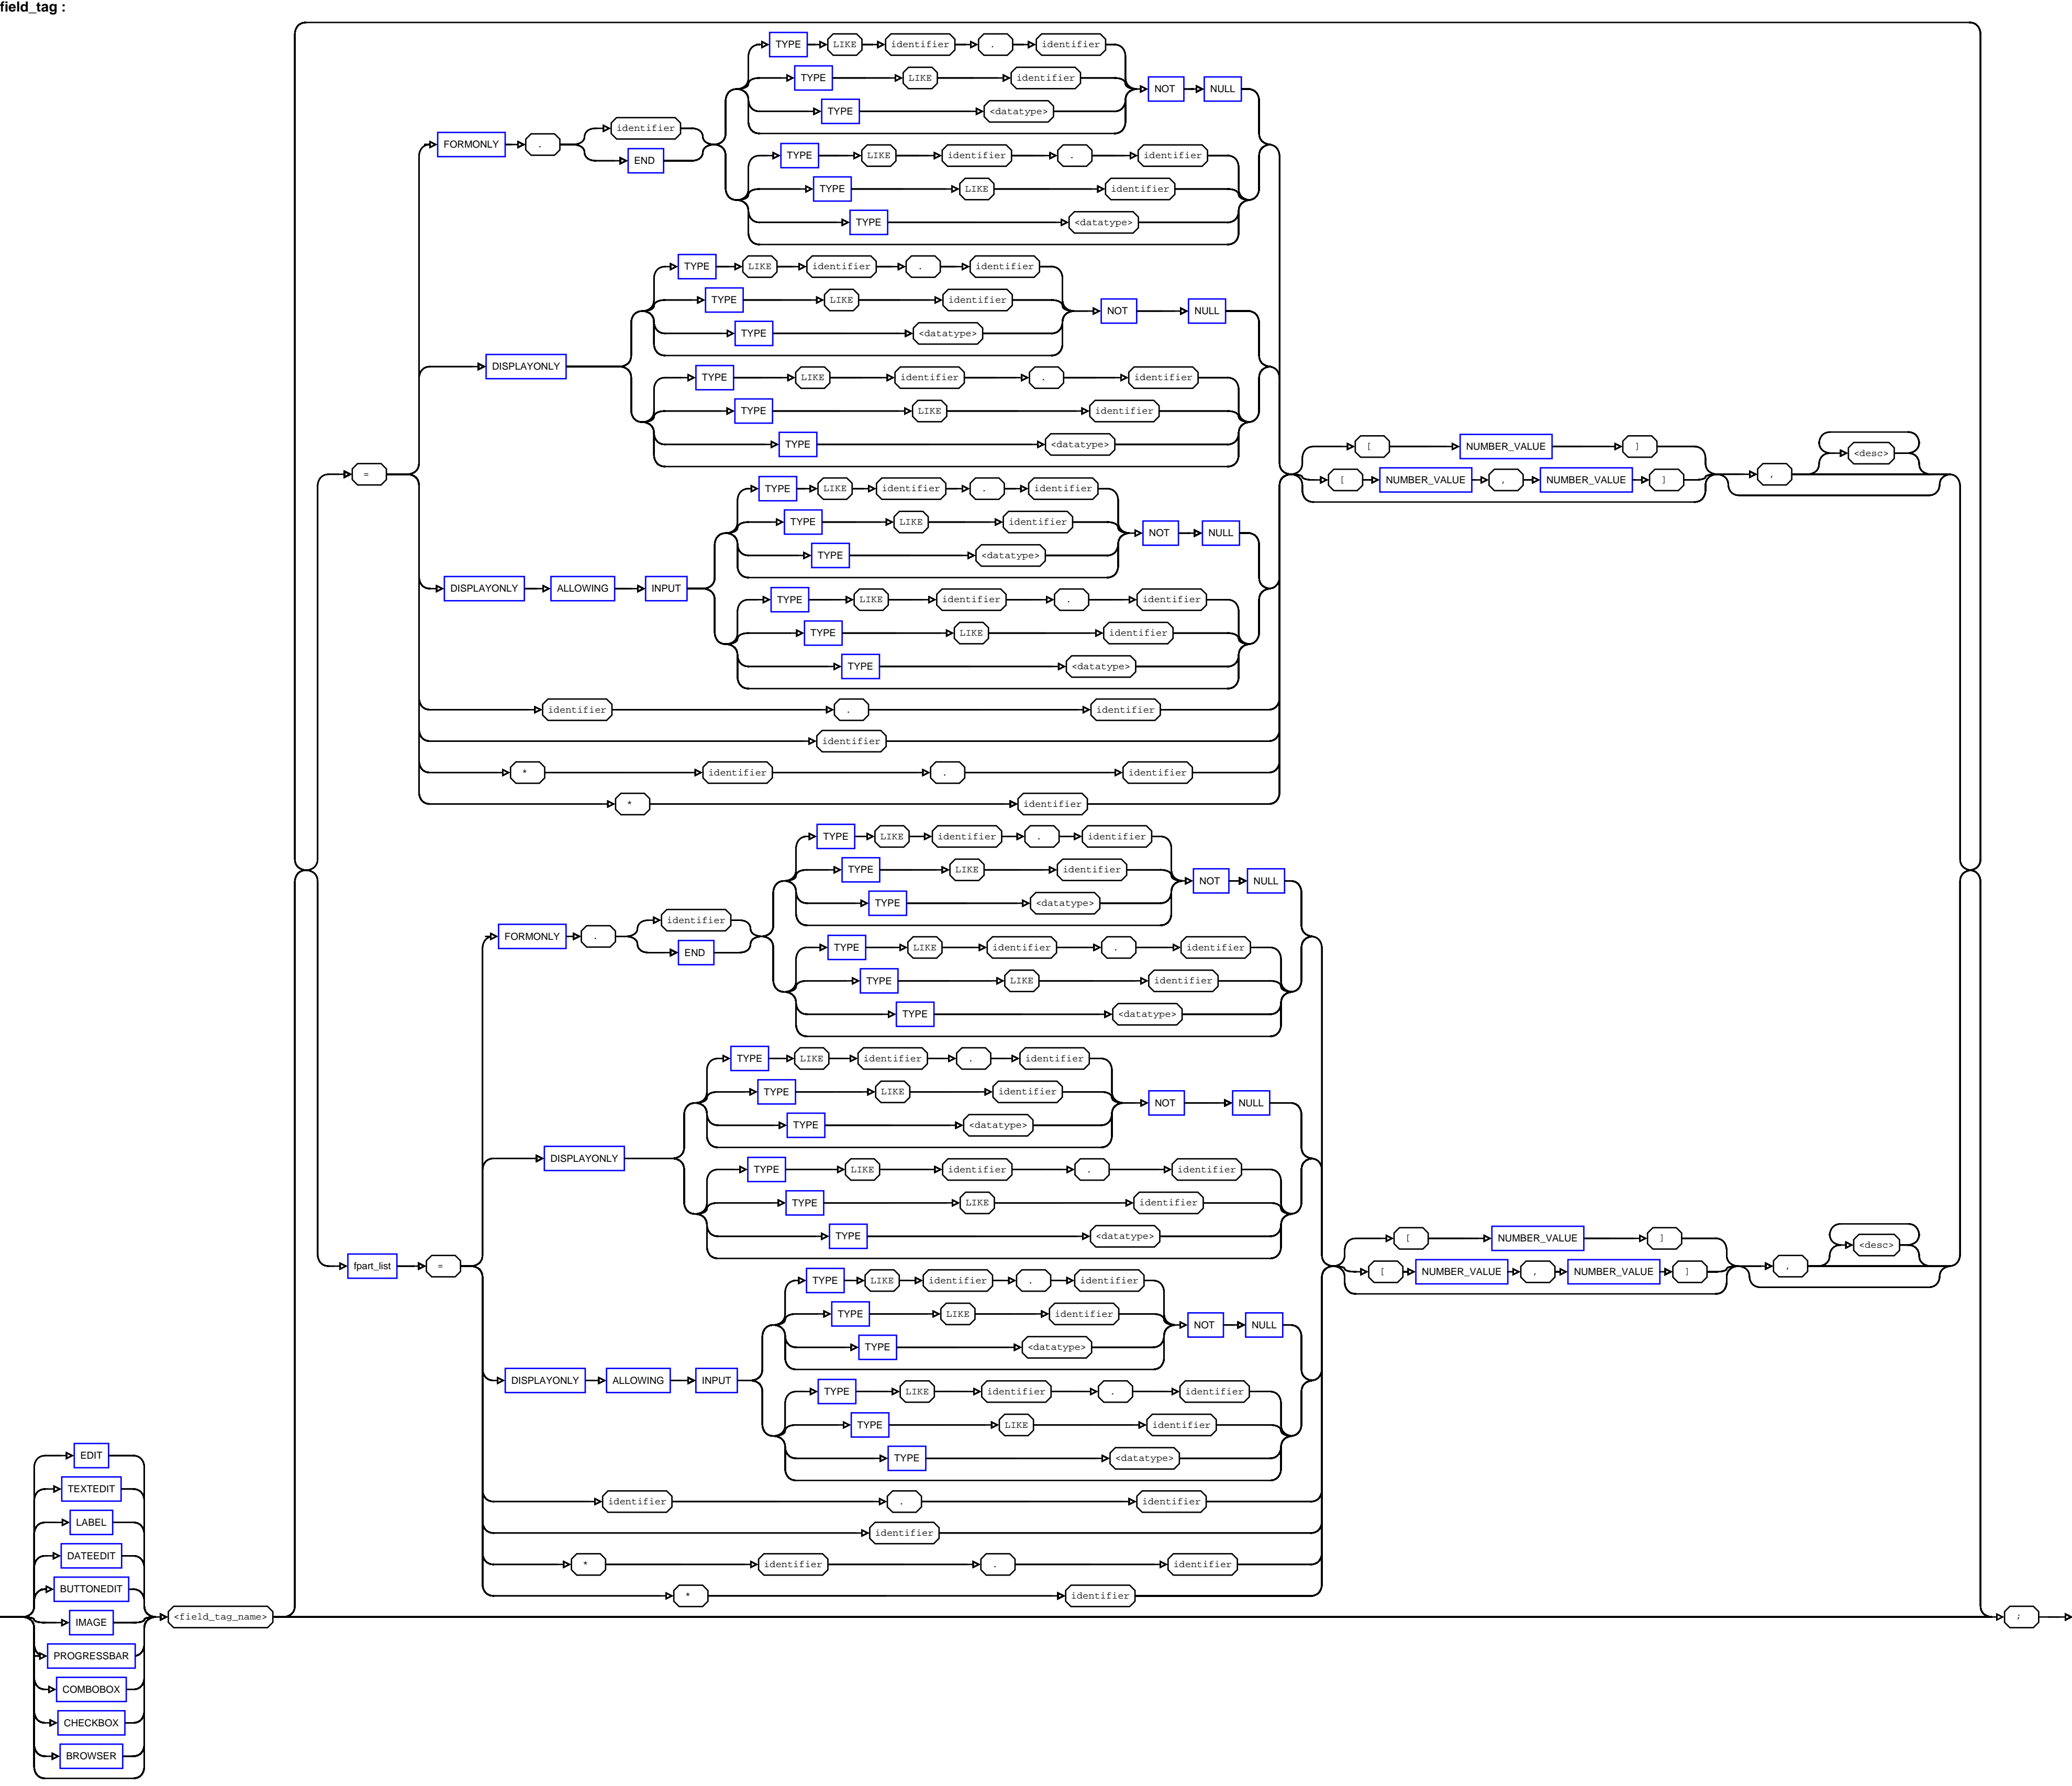 field_tag :
TYPE LIKE identifier . identifier
TYPE LIKE identifier
NOT NULL
TYPE <datatype>
identifier
FORMONLY .
END
TYPE LIKE identifier . identifier
TYPE LIKE identifier
TYPE <datatype>
TYPE LIKE identifier . identifier
TYPE LIKE identifier
NOT NULL
TYPE <datatype>
DISPLAYONLY
TYPE LIKE identifier . identifier
TYPE LIKE identifier
TYPE <datatype>
[ NUMBER_VALUE ]
<desc>
= ,
[ NUMBER_VALUE , NUMBER_VALUE ]
TYPE LIKE identifier . identifier
TYPE LIKE identifier
NOT NULL
TYPE <datatype>
DISPLAYONLY ALLOWING INPUT
TYPE LIKE identifier . identifier
TYPE LIKE identifier
TYPE <datatype>
identifier . identifier
identifier
* identifier . identifier
* identifier
TYPE LIKE identifier . identifier
TYPE LIKE identifier
NOT NULL
TYPE <datatype>
identifier
FORMONLY .
END
TYPE LIKE identifier . identifier
TYPE LIKE identifier
TYPE <datatype>
TYPE LIKE identifier . identifier
TYPE LIKE identifier
NOT NULL
TYPE <datatype>
DISPLAYONLY
TYPE LIKE identifier . identifier
TYPE LIKE identifier
TYPE <datatype>
[ NUMBER_VALUE ]
<desc>
fpart_list = ,
[ NUMBER_VALUE , NUMBER_VALUE ]
TYPE LIKE identifier . identifier
TYPE LIKE identifier
NOT NULL
TYPE <datatype>
DISPLAYONLY ALLOWING INPUT
TYPE LIKE identifier . identifier
TYPE LIKE identifier
TYPE <datatype>
identifier . identifier
identifier
* identifier . identifier
* identifier
EDIT
TEXTEDIT
LABEL
DATEEDIT
BUTTONEDIT
<field_tag_name> ;
IMAGE
PROGRESSBAR
COMBOBOX
CHECKBOX
BROWSER